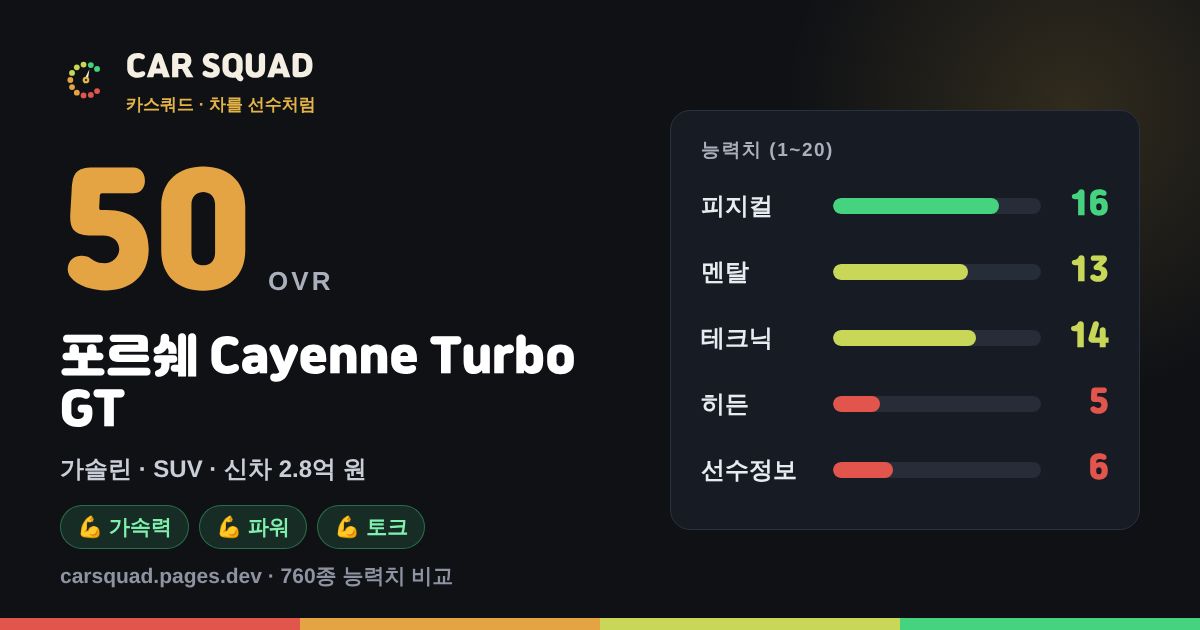 CAR SQUAD
카스쿼드 · 차를 선수처럼
50 OVR
포르쉐 Cayenne Turbo
GT
가솔린 · SUV · 신차 2.8억 원
💪 가속력 💪 파워 💪 토크
carsquad.pages.dev · 760종 능력치 비교
능력치 (1~20)
피지컬 16
멘탈 13
테크닉 14
히든 5
선수정보 6